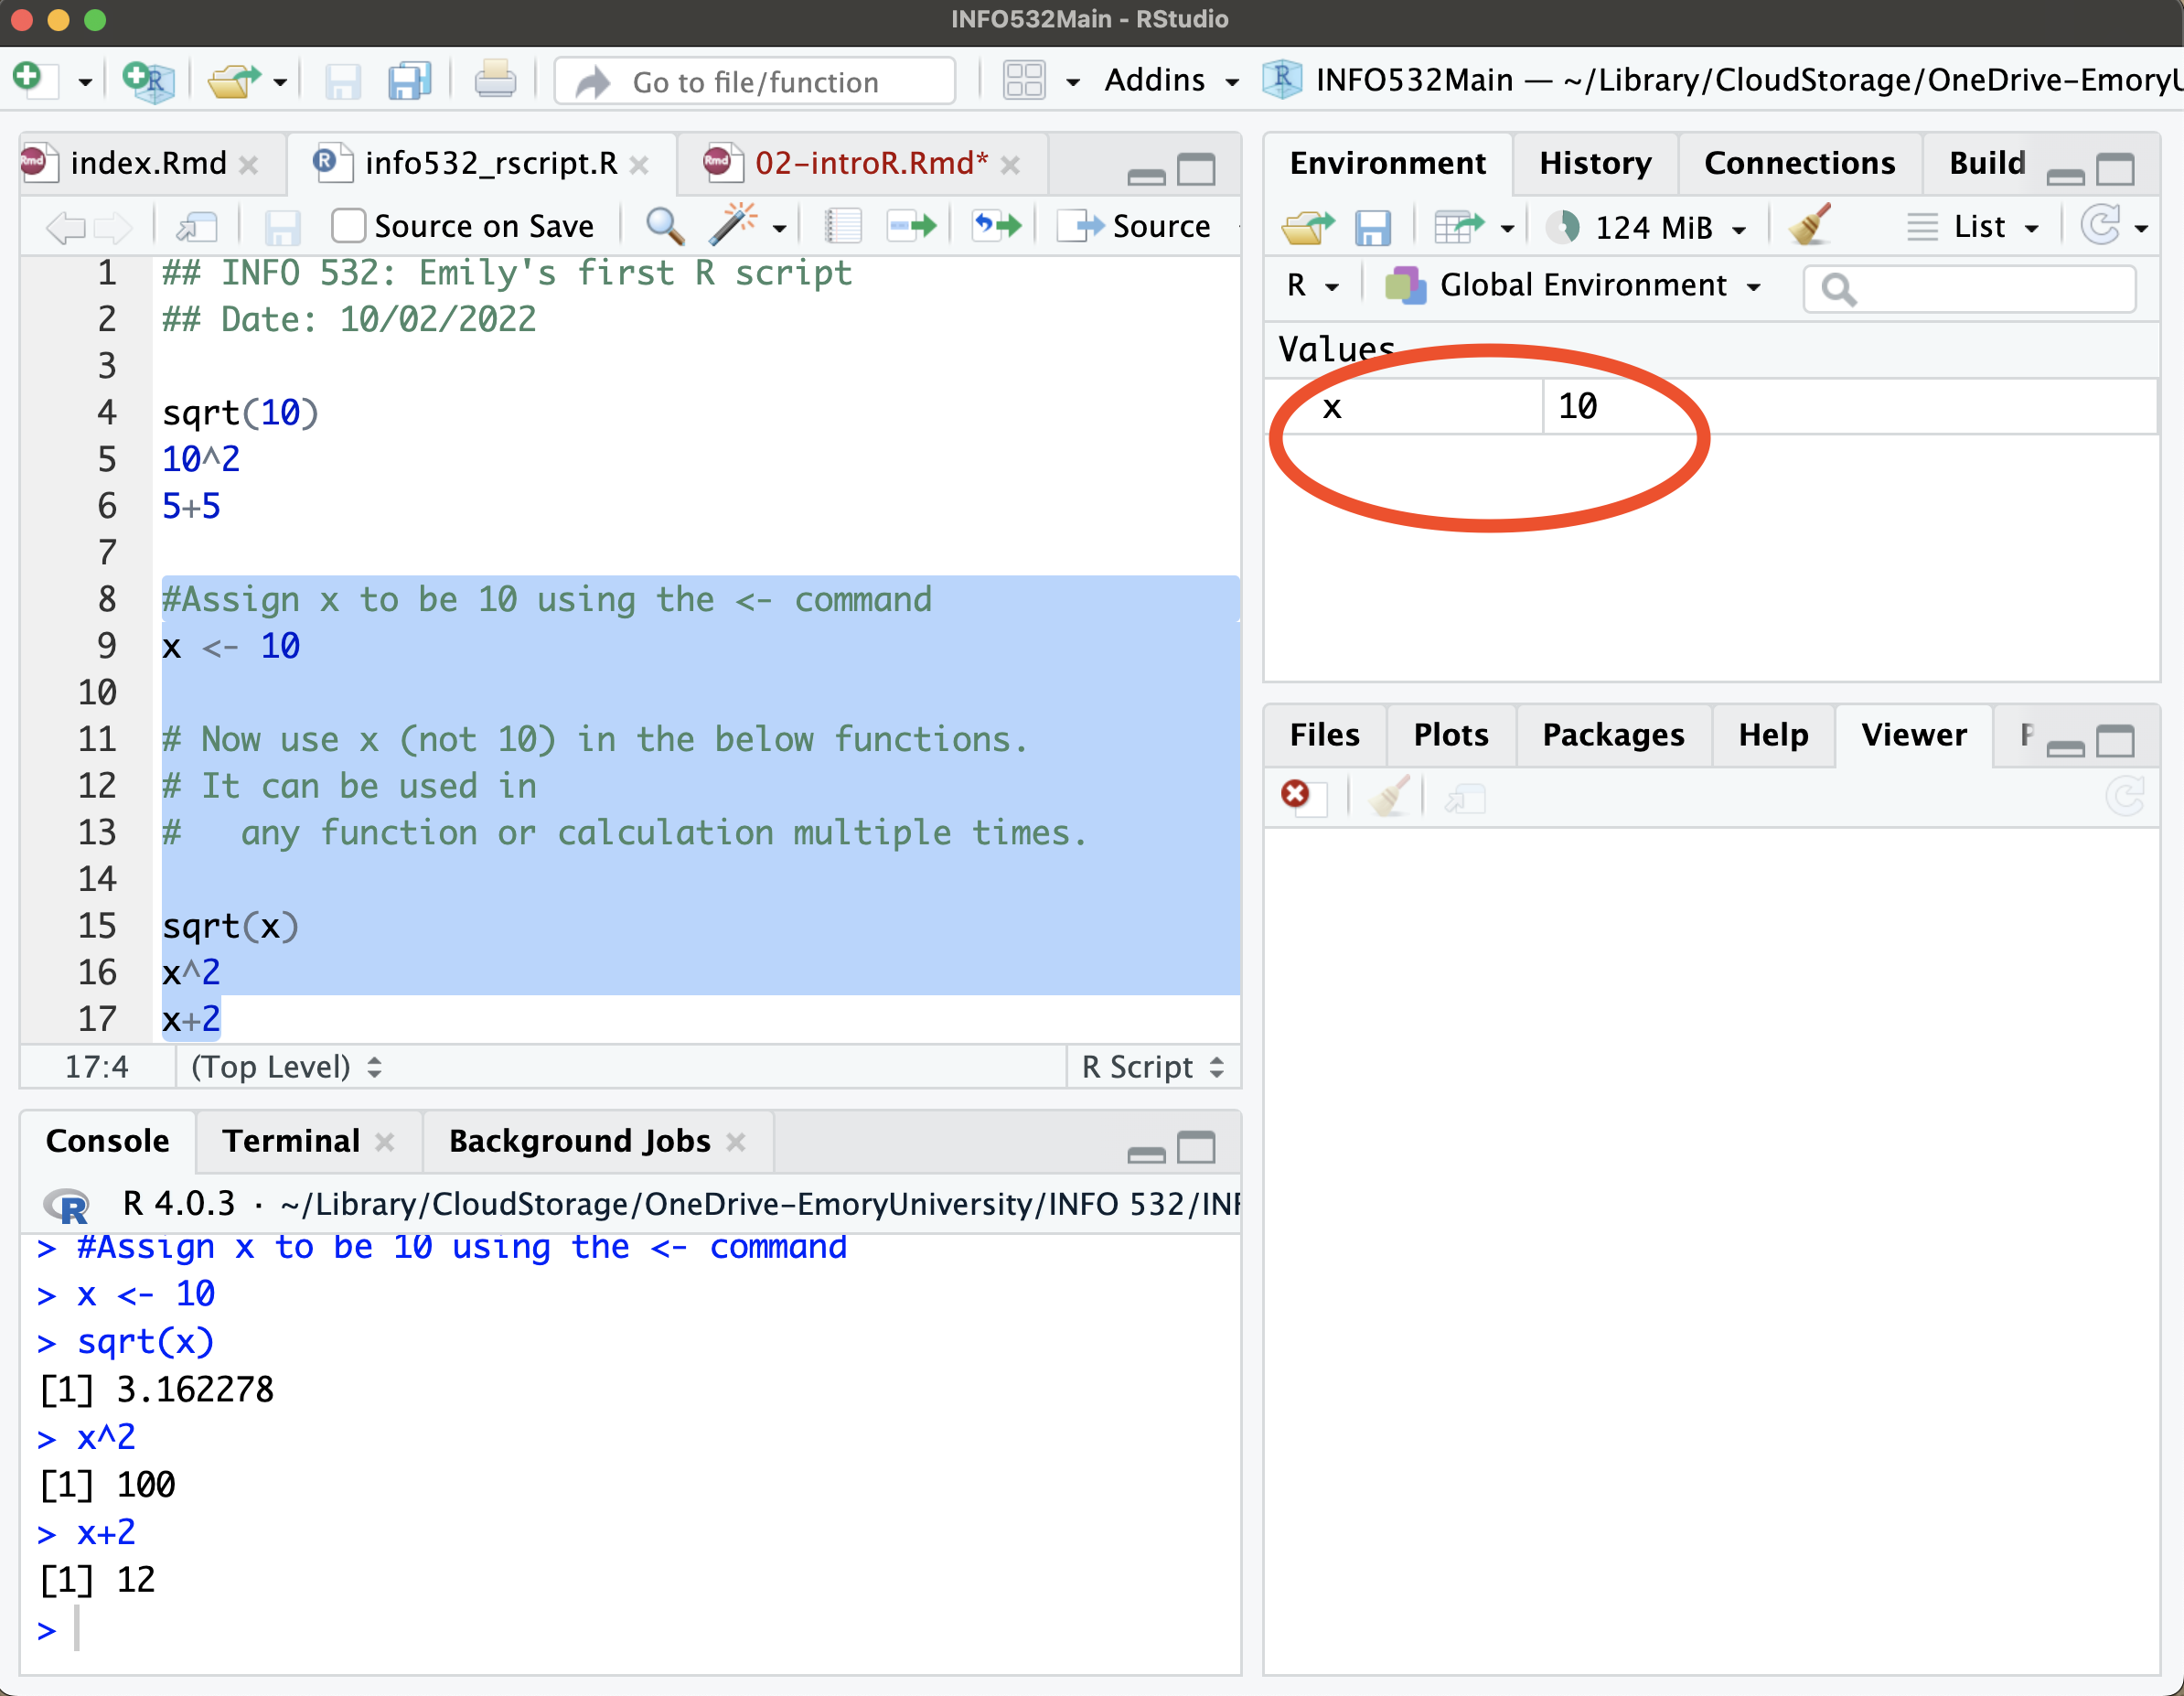 INFO532Main - RStudio
Go to file/function
Addins
INFO532Main — ~/Library/CloudStorage/OneDrive-EmoryU
index.Rmd
info532_rscript.R
02-introR.Rmd*
Source on Save
Source
1 ## INFO 532: Emily's first R script
2 ## Date: 10/02/2022
3
4 sqrt(10)
5 10^2
6 5+5
7
8 #Assign x to be 10 using the <- command
9 x <- 10
10
11 # Now use x (not 10) in the below functions.
12 # It can be used in
13 #   any function or calculation multiple times.
14
15 sqrt(x)
16 x^2
17 x+2
17:4 (Top Level) R Script
Console Terminal Background Jobs
R 4.0.3 · ~/Library/CloudStorage/OneDrive-EmoryUniversity/INFO 532/INF
> #Assign x to be 10 using the <- command
> x <- 10
> sqrt(x)
[1] 3.162278
> x^2
[1] 100
> x+2
[1] 12
>
Environment History Connections Build
124 MiB List
R Global Environment
Values
x 10
Files Plots Packages Help Viewer P